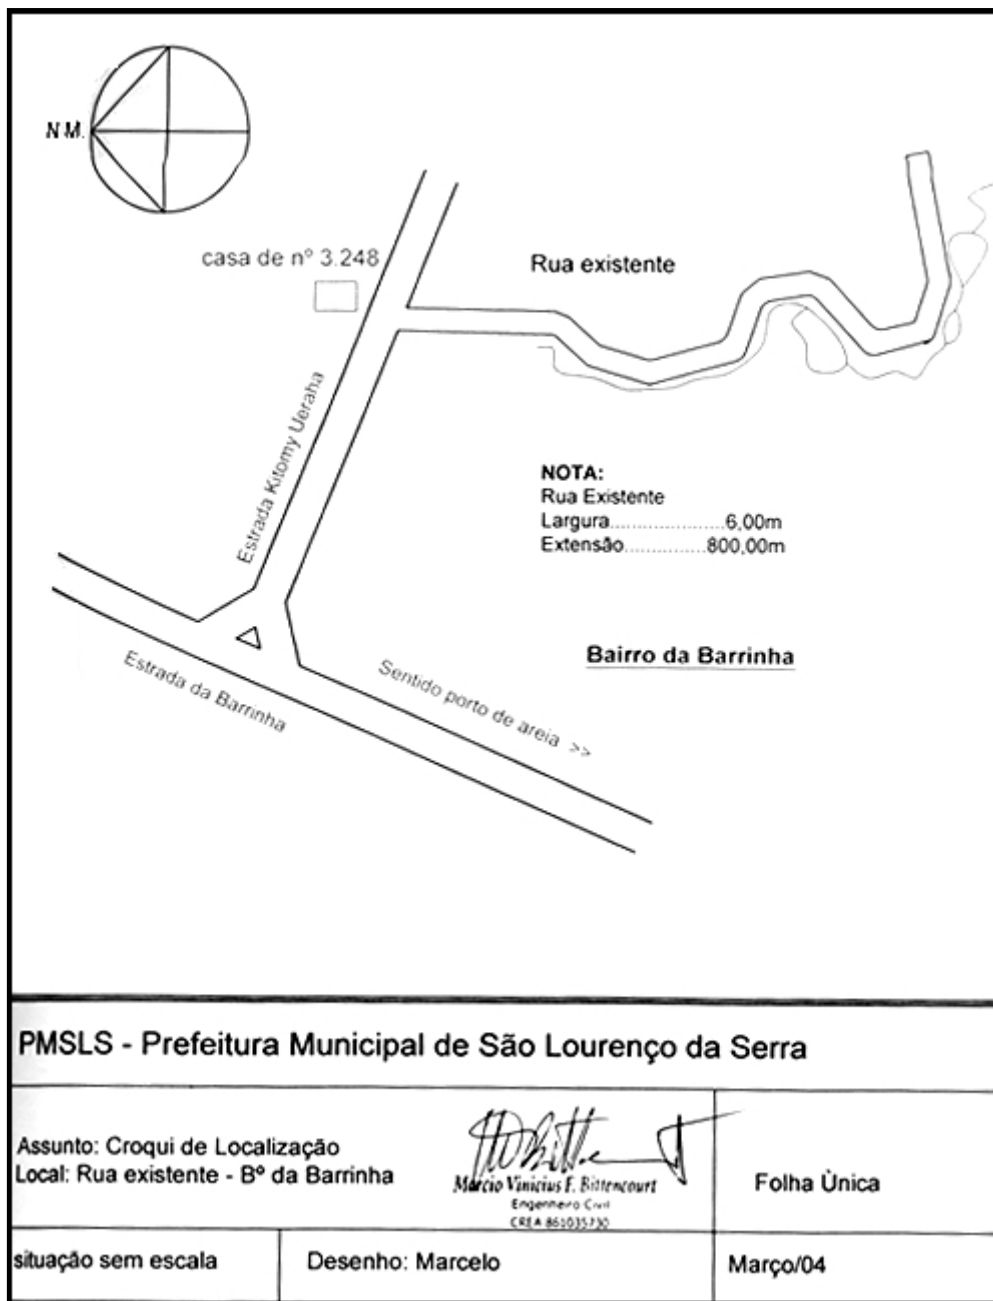 N M.
casa de nº 3.248
Rua existente
Estrada Kitomy Ueraha
NOTA:
Rua Existente
Largura.....................6,00m
Extensão...............800,00m
Bairro da Barrinha
Estrada da Barrinha
Sentido porto de areia >>
PMSLS - Prefeitura Municipal de São Lourenço da Serra
Assunto: Croqui de Localização
Local: Rua existente - Bº da Barrinha
Marcio Vinicius F. Bittencourt
Engenheiro Civil
CREA
Folha Ùnica
situação sem escala
Desenho: Marcelo
Março/04